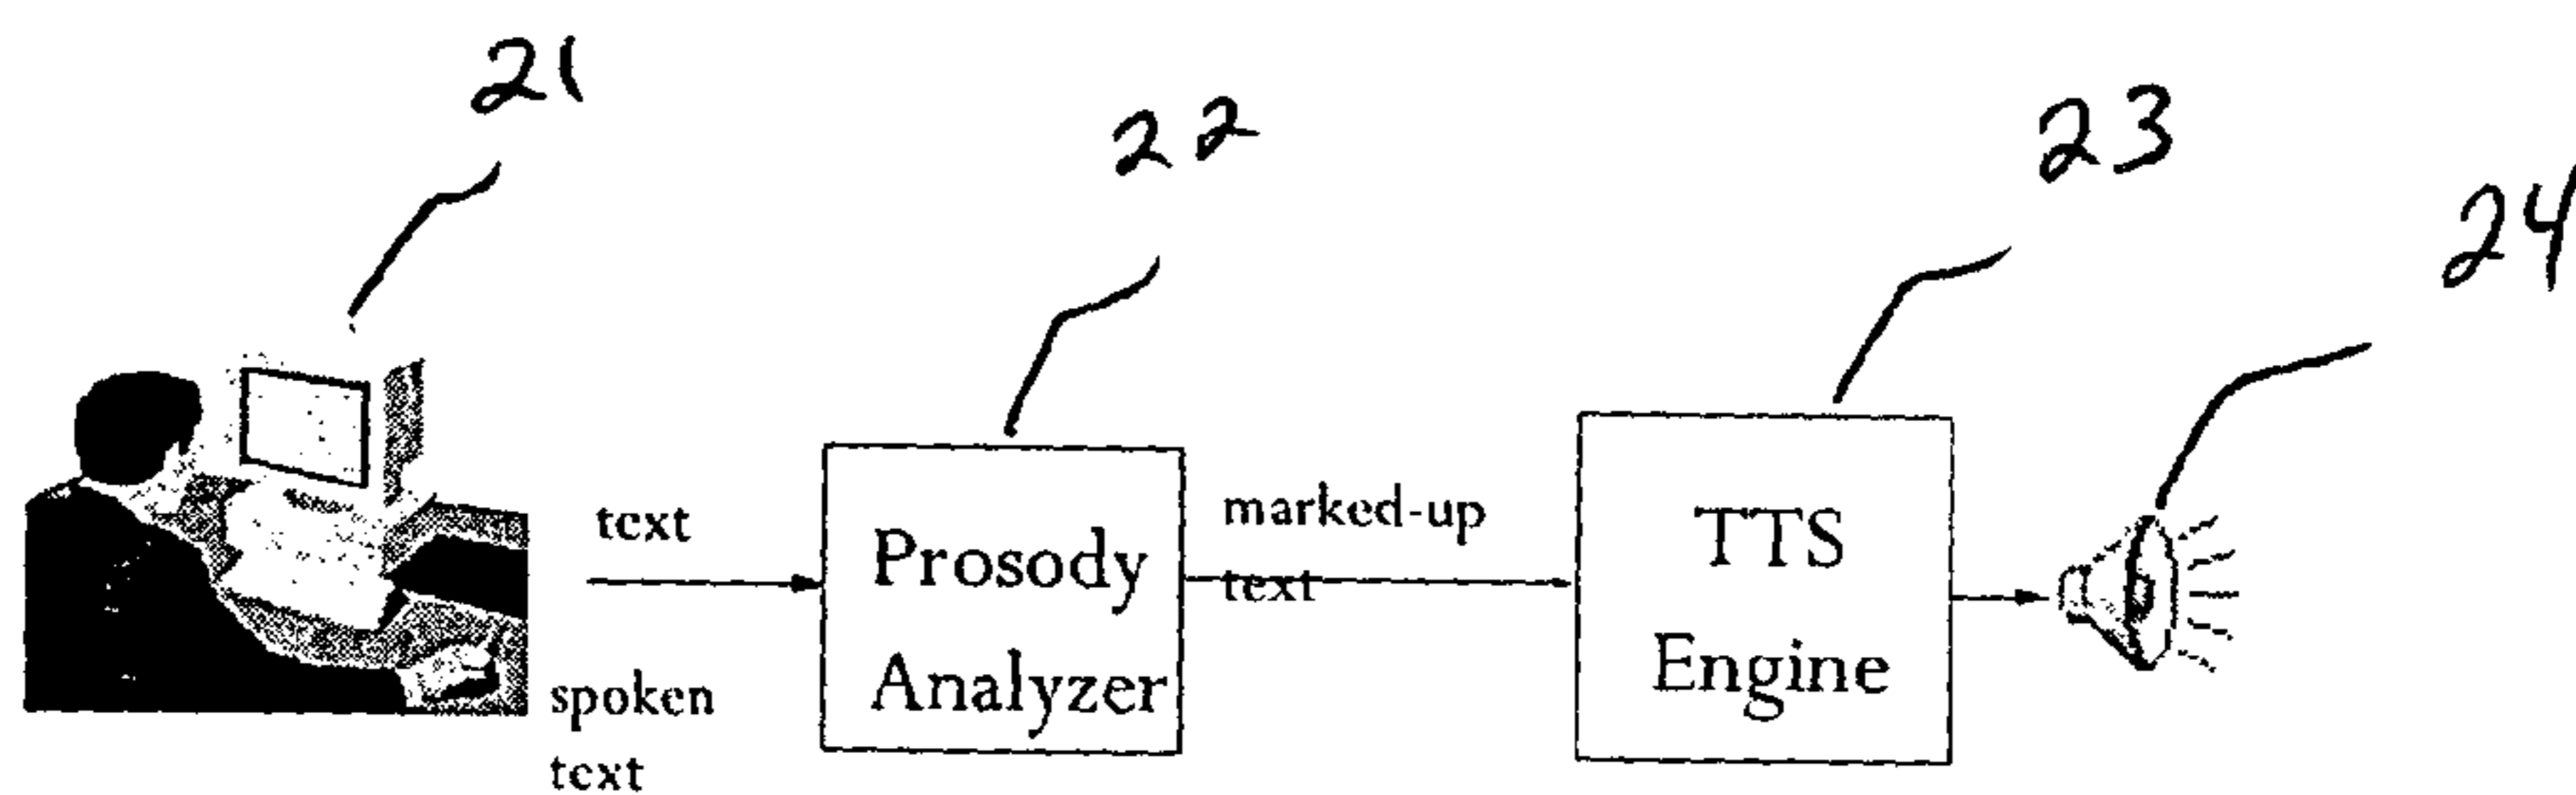 21
22
23
24
text
spoken
text
Prosody
Analyzer
marked-up
text
TTS
Engine